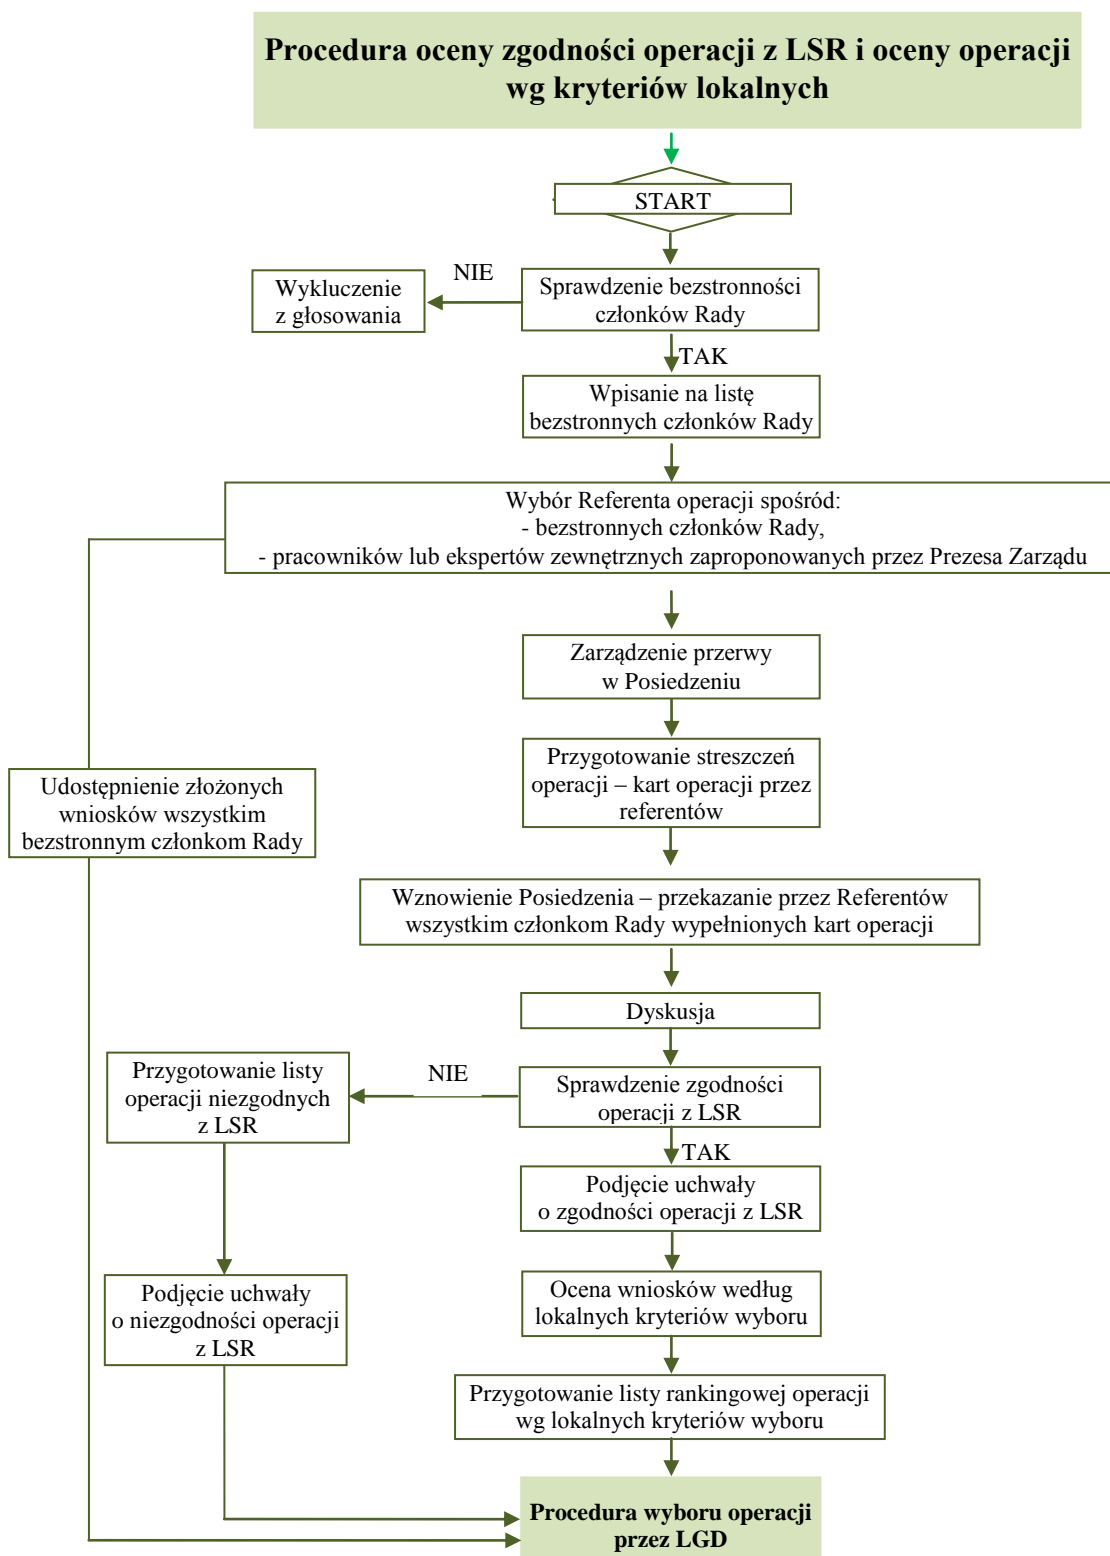 Procedura oceny zgodności operacji z LSR i oceny operacji
wg kryteriów lokalnych
START
NIE
Wykluczenie
z głosowania
Sprawdzenie bezstronności
członków Rady
TAK
Wpisanie na listę
bezstronnych członków Rady
Wybór Referenta operacji spośród:
- bezstronnych członków Rady,
- pracowników lub ekspertów zewnętrznych zaproponowanych przez Prezesa Zarządu
Zarządzenie przerwy
w Posiedzeniu
Przygotowanie streszczeń
operacji – kart operacji przez
referentów
Udostępnienie złożonych
wniosków wszystkim
bezstronnym członkom Rady
Wznowienie Posiedzenia – przekazanie przez Referentów
wszystkim członkom Rady wypełnionych kart operacji
Dyskusja
Przygotowanie listy
operacji niezgodnych
z LSR
NIE
Sprawdzenie zgodności
operacji z LSR
TAK
Podjęcie uchwały
o zgodności operacji z LSR
Podjęcie uchwały
o niezgodności operacji
z LSR
Ocena wniosków według
lokalnych kryteriów wyboru
Przygotowanie listy rankingowej operacji
wg lokalnych kryteriów wyboru
Procedura wyboru operacji
przez LGD